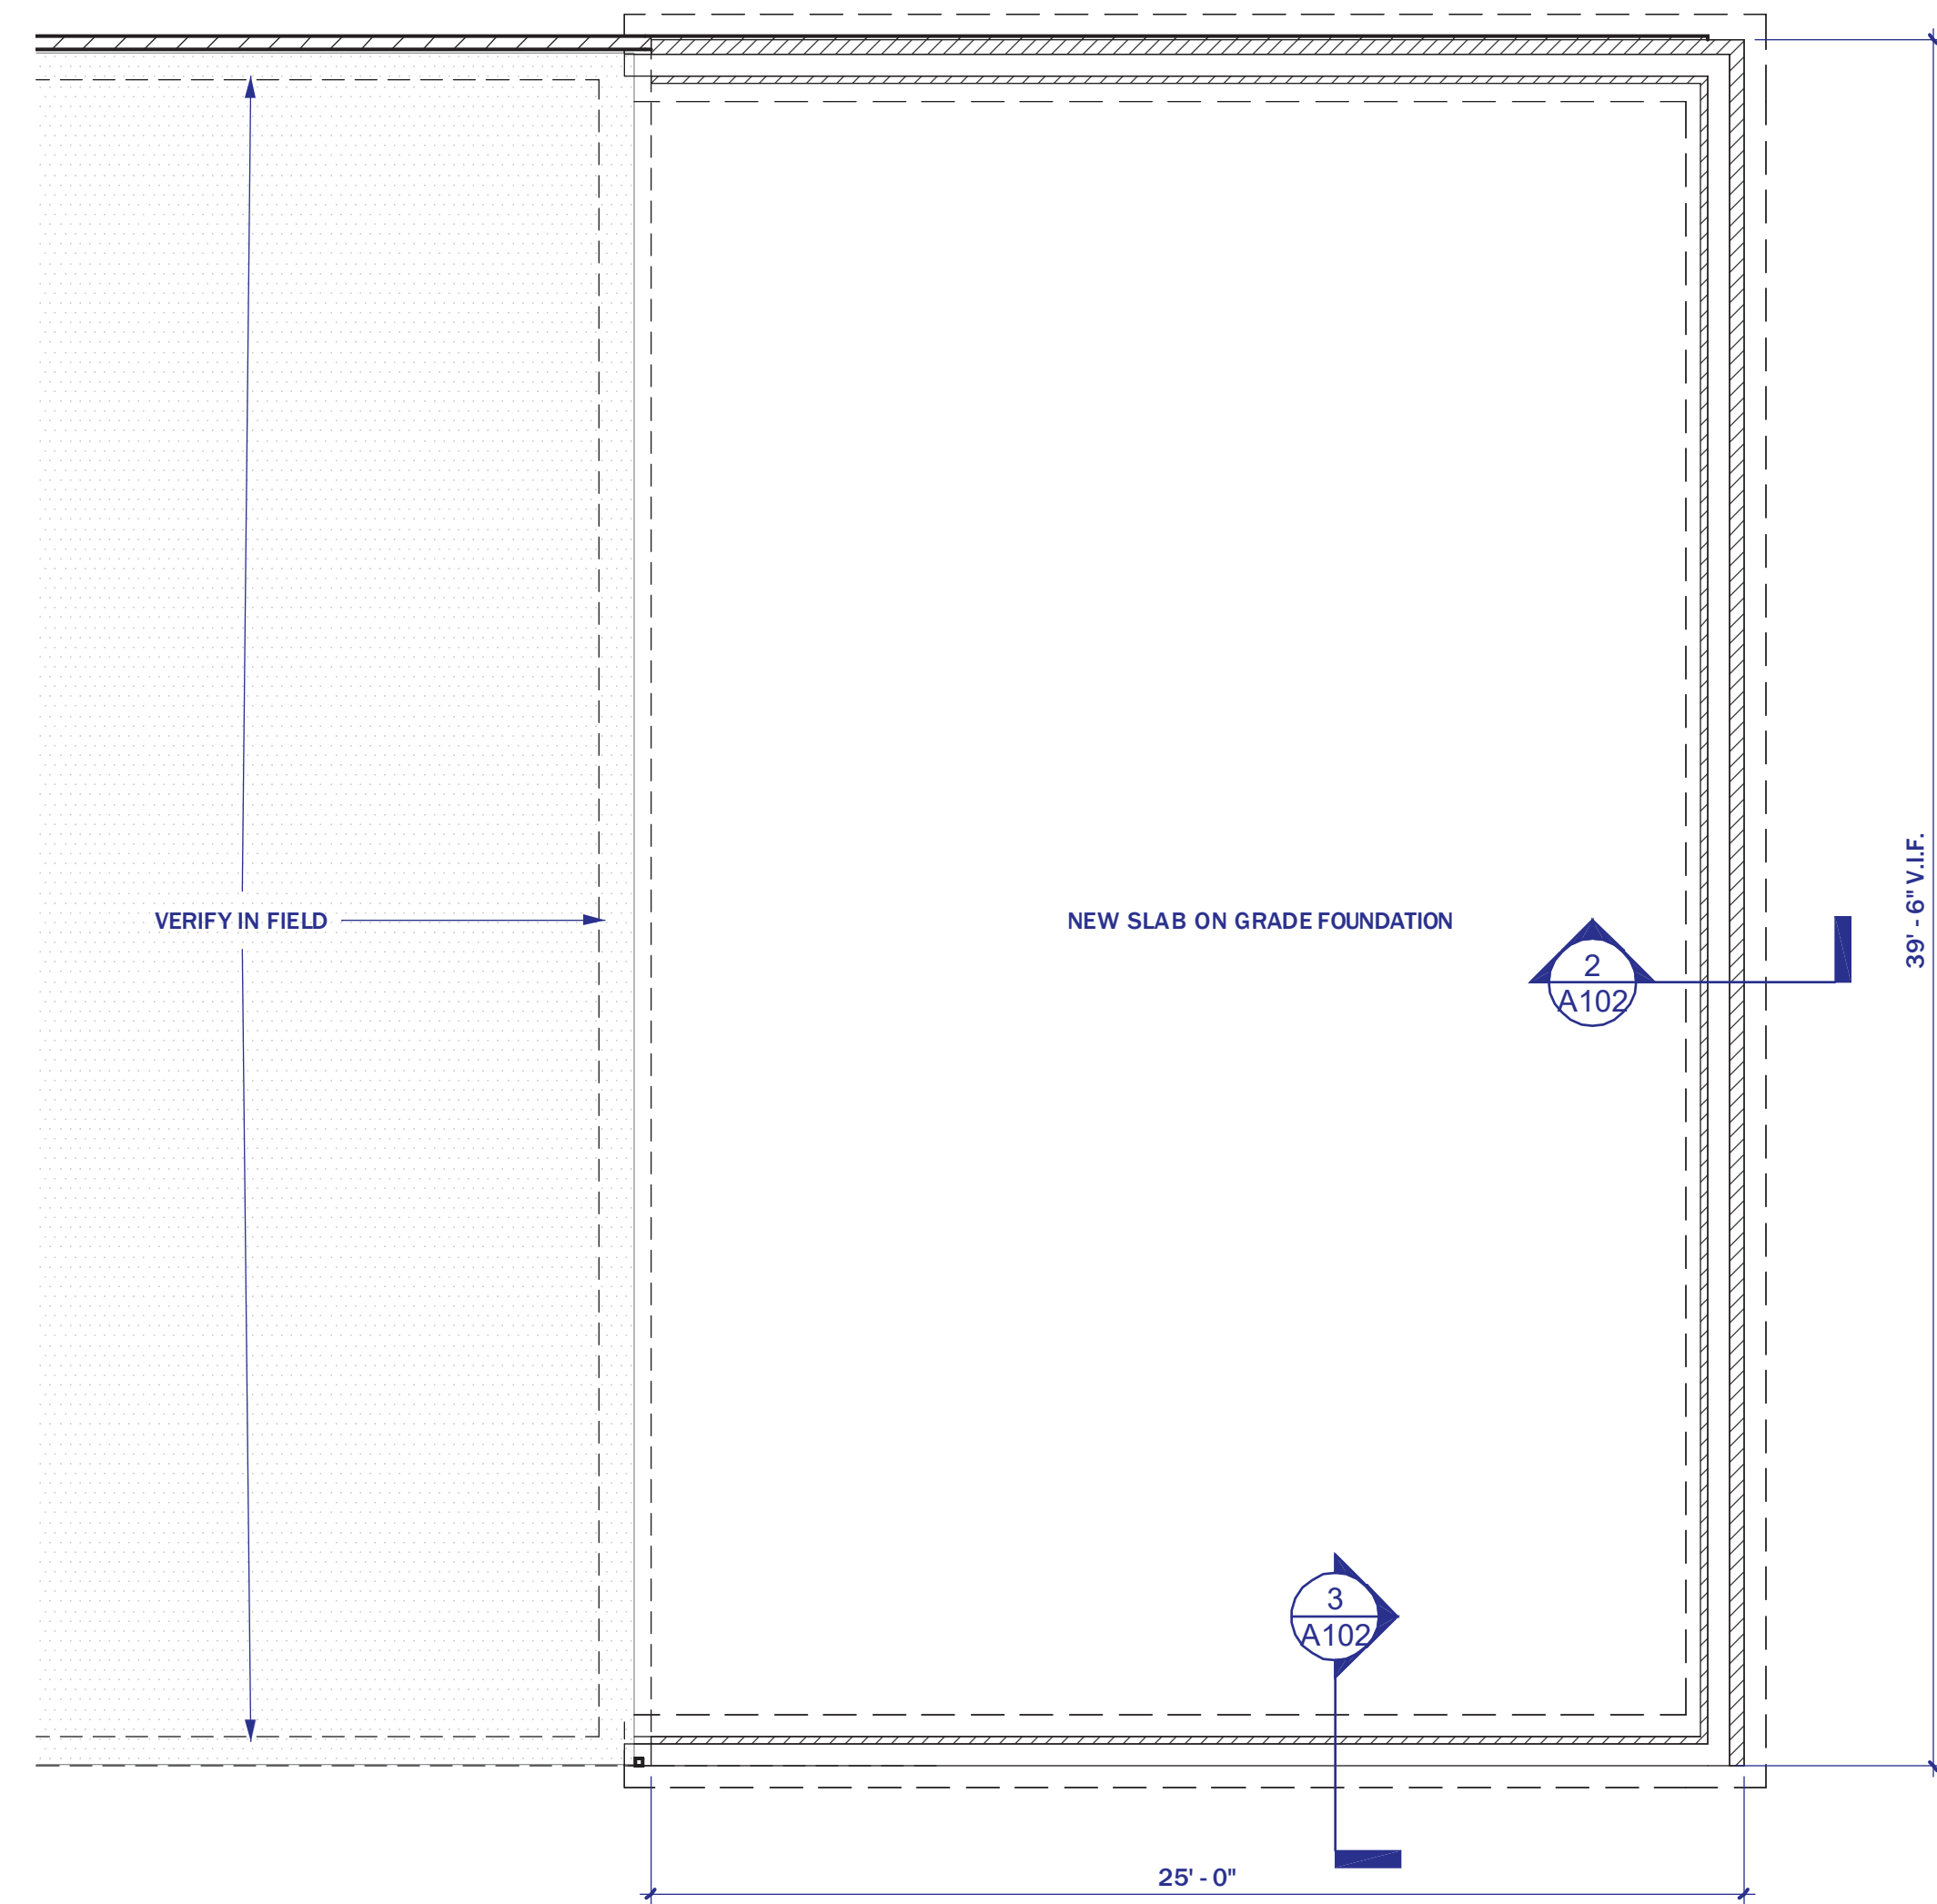 39' - 6" V.I.F.
VERIFY IN FIELD
NEW SLAB ON GRADE FOUNDATION
2
A102
3
A102
25' - 0"